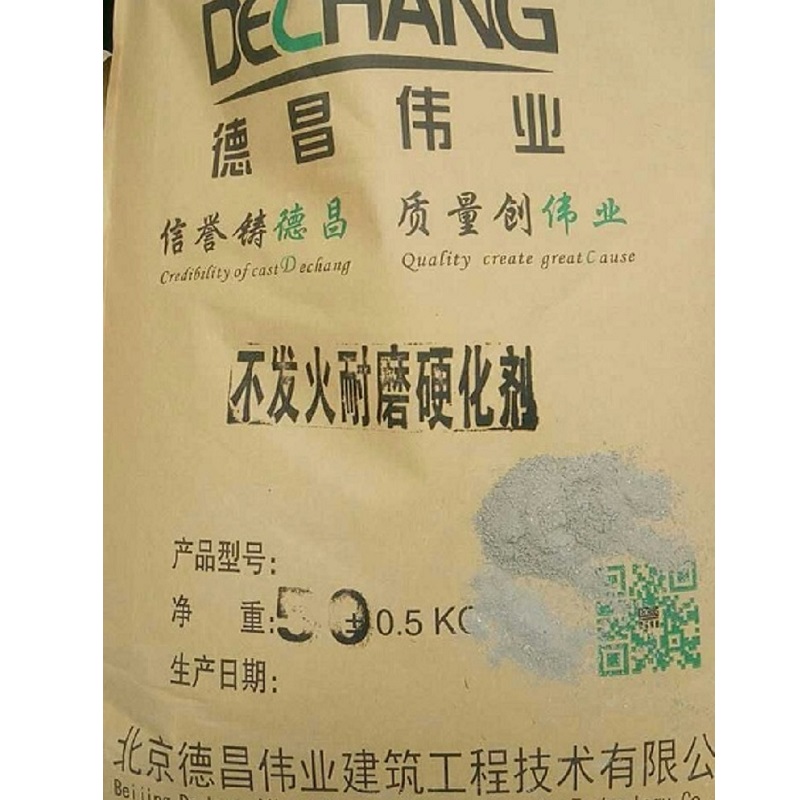 DECHANG
德昌伟业
信誉铸德昌 质量创伟业
Credibility of cast Dechang Quality create great Cause
不发火耐磨硬化剂
产品型号:
净 重:50±0.5 KG
生产日期:
北京德昌伟业建筑工程技术有限公
Beijing